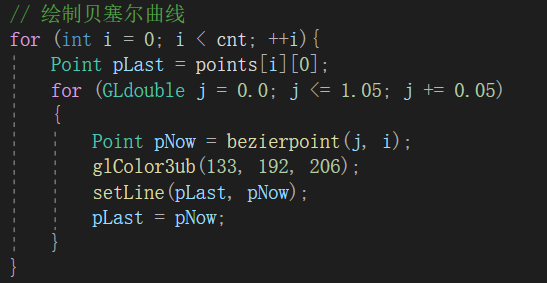 // 绘制贝塞尔曲线
for (int i = 0; i < cnt; ++i){
    Point pLast = points[i][0];
    for (GLdouble j = 0.0; j <= 1.05; j += 0.05)
    {
        Point pNow = bezierpoint(j, i);
        glColor3ub(133, 192, 206);
        setLine(pLast, pNow);
        pLast = pNow;
    }
}